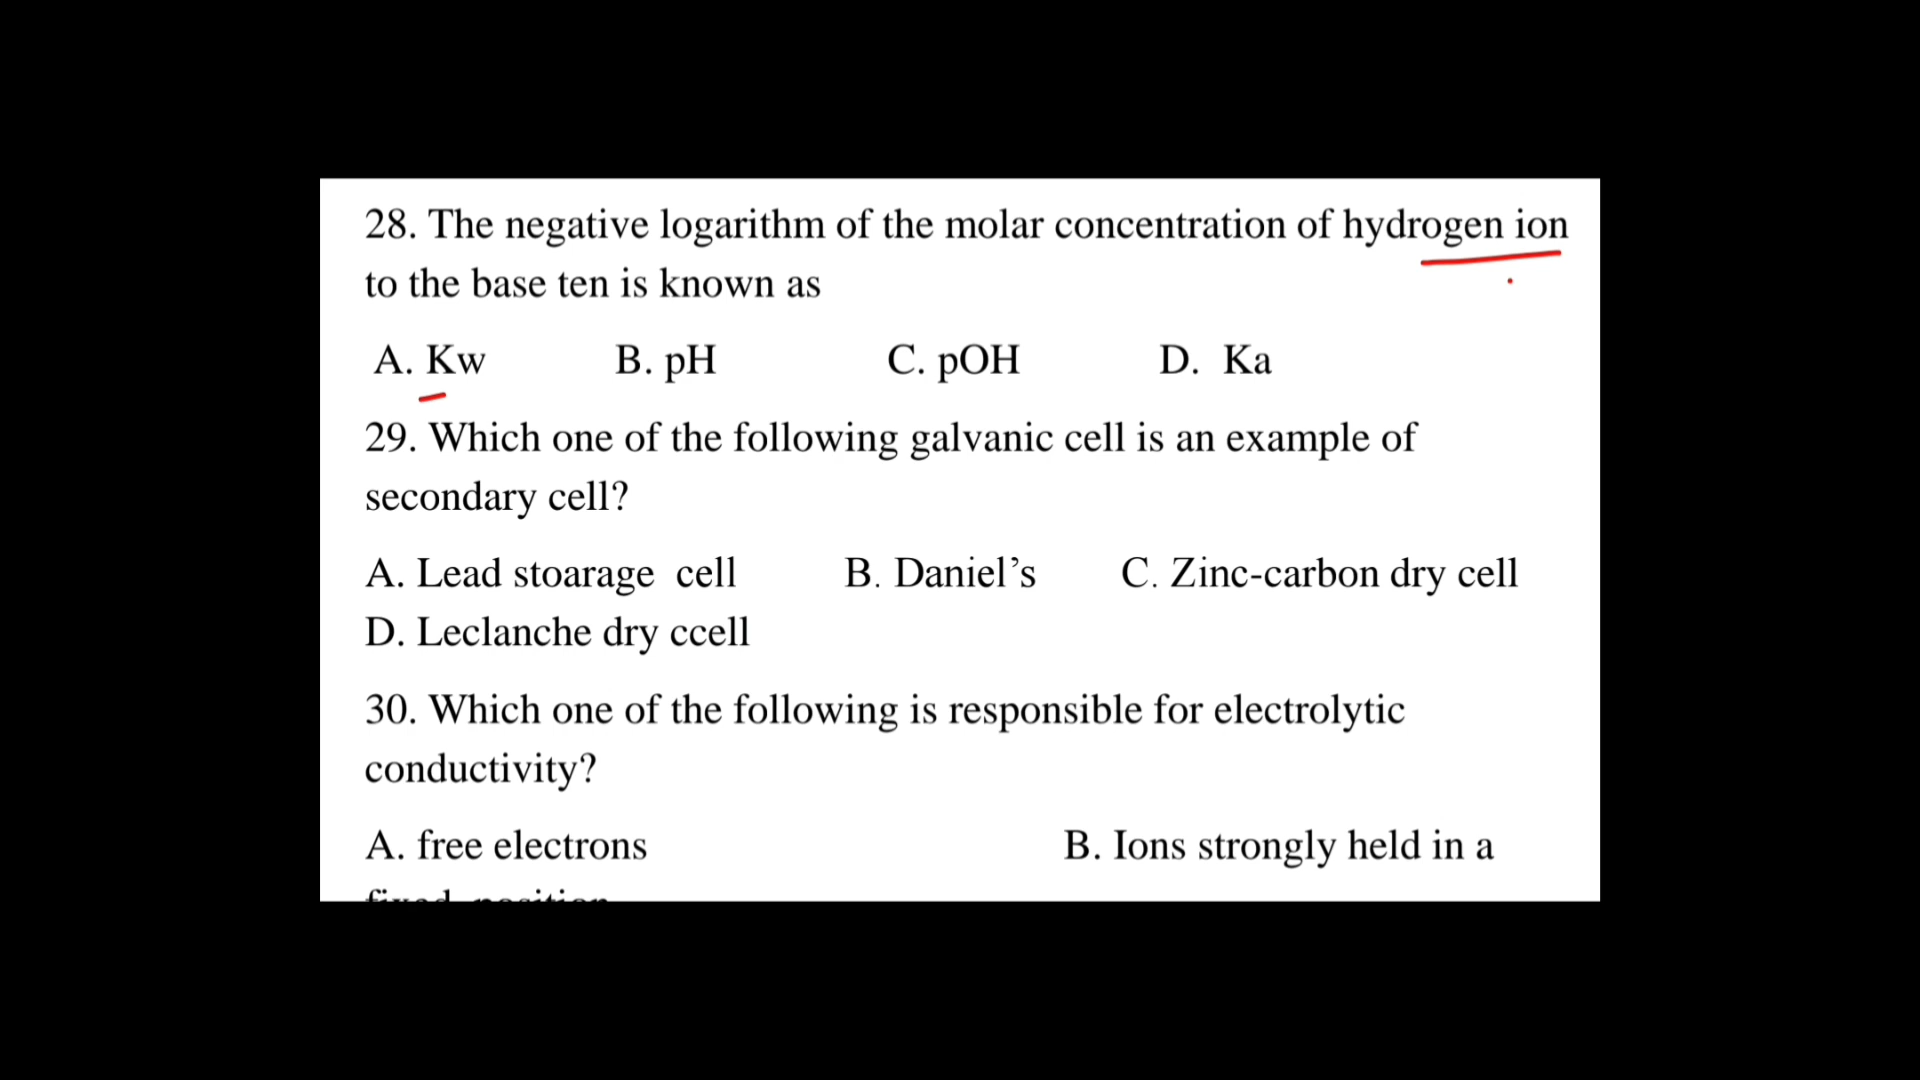 28. The negative logarithm of the molar concentration of hydrogen ion
to the base ten is known as
A. Kw B. pH C. pOH D. Ka
29. Which one of the following galvanic cell is an example of
secondary cell?
A. Lead stoarage cell B. Daniel’s C. Zinc-carbon dry cell
D. Leclanche dry ccell
30. Which one of the following is responsible for electrolytic
conductivity?
A. free electrons B. Ions strongly held in a
fixed position